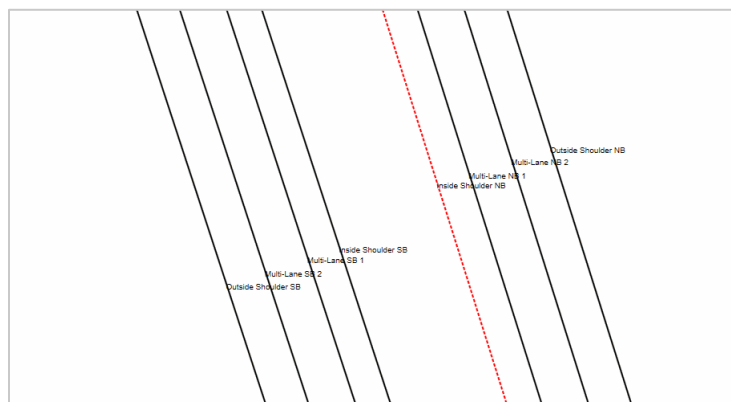 Outside Shoulder NB
Multi-Lane NB 2
Multi-Lane NB 1
Inside Shoulder NB
Inside Shoulder SB
Multi-Lane SB 1
Multi-Lane SB 2
Outside Shoulder SB